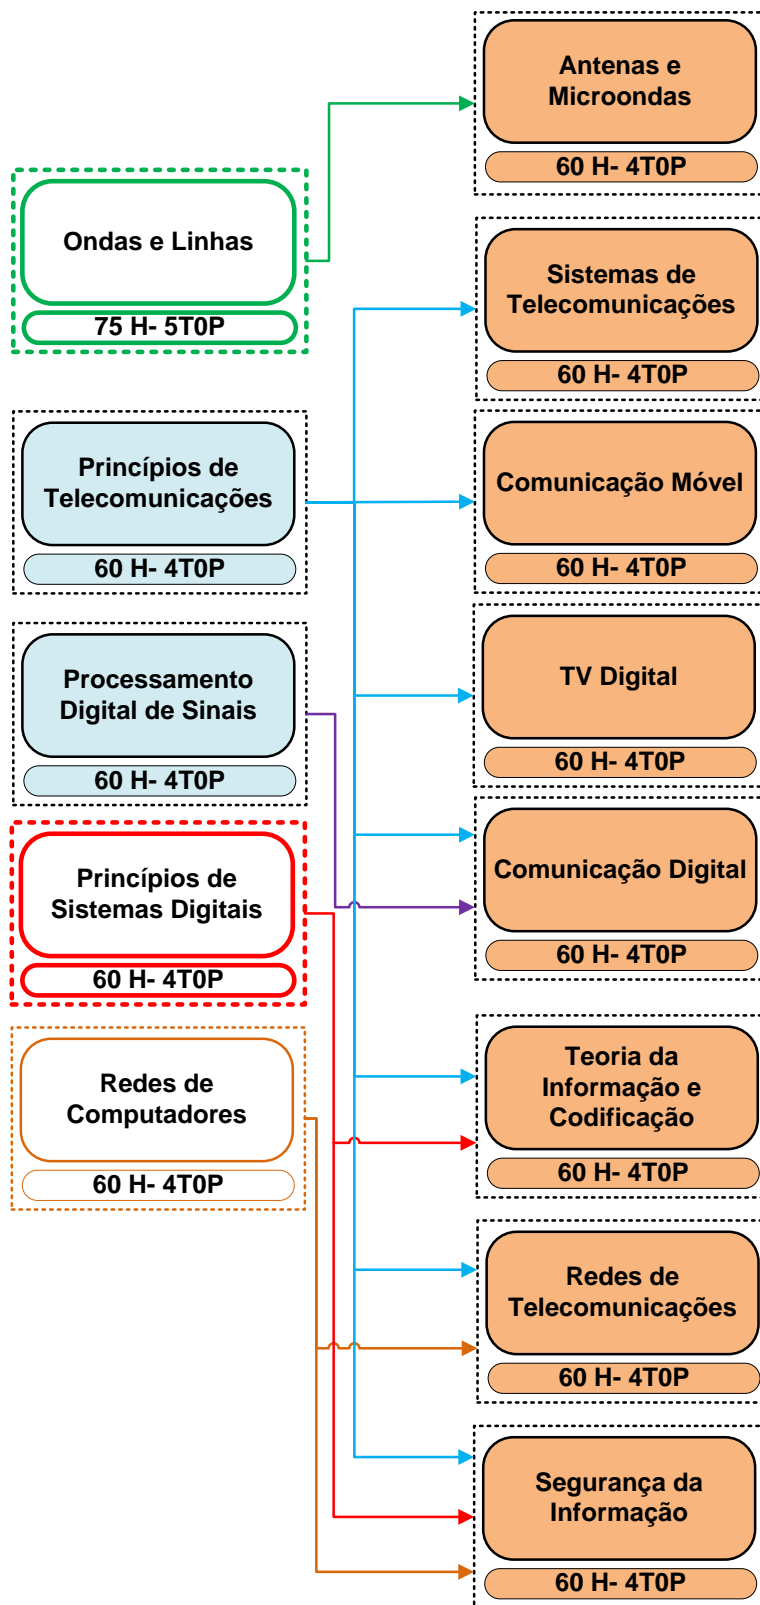 Antenas e
Microondas
60 H- 4T0P
Ondas e Linhas
75 H- 5T0P
Sistemas de
Telecomunicações
60 H- 4T0P
Princípios de
Telecomunicações
60 H- 4T0P
Comunicação Móvel
60 H- 4T0P
Processamento
Digital de Sinais
60 H- 4T0P
TV Digital
60 H- 4T0P
Princípios de
Sistemas Digitais
60 H- 4T0P
Comunicação Digital
60 H- 4T0P
Redes de
Computadores
60 H- 4T0P
Teoria da
Informação e
Codificação
60 H- 4T0P
Redes de
Telecomunicações
60 H- 4T0P
Segurança da
Informação
60 H- 4T0P